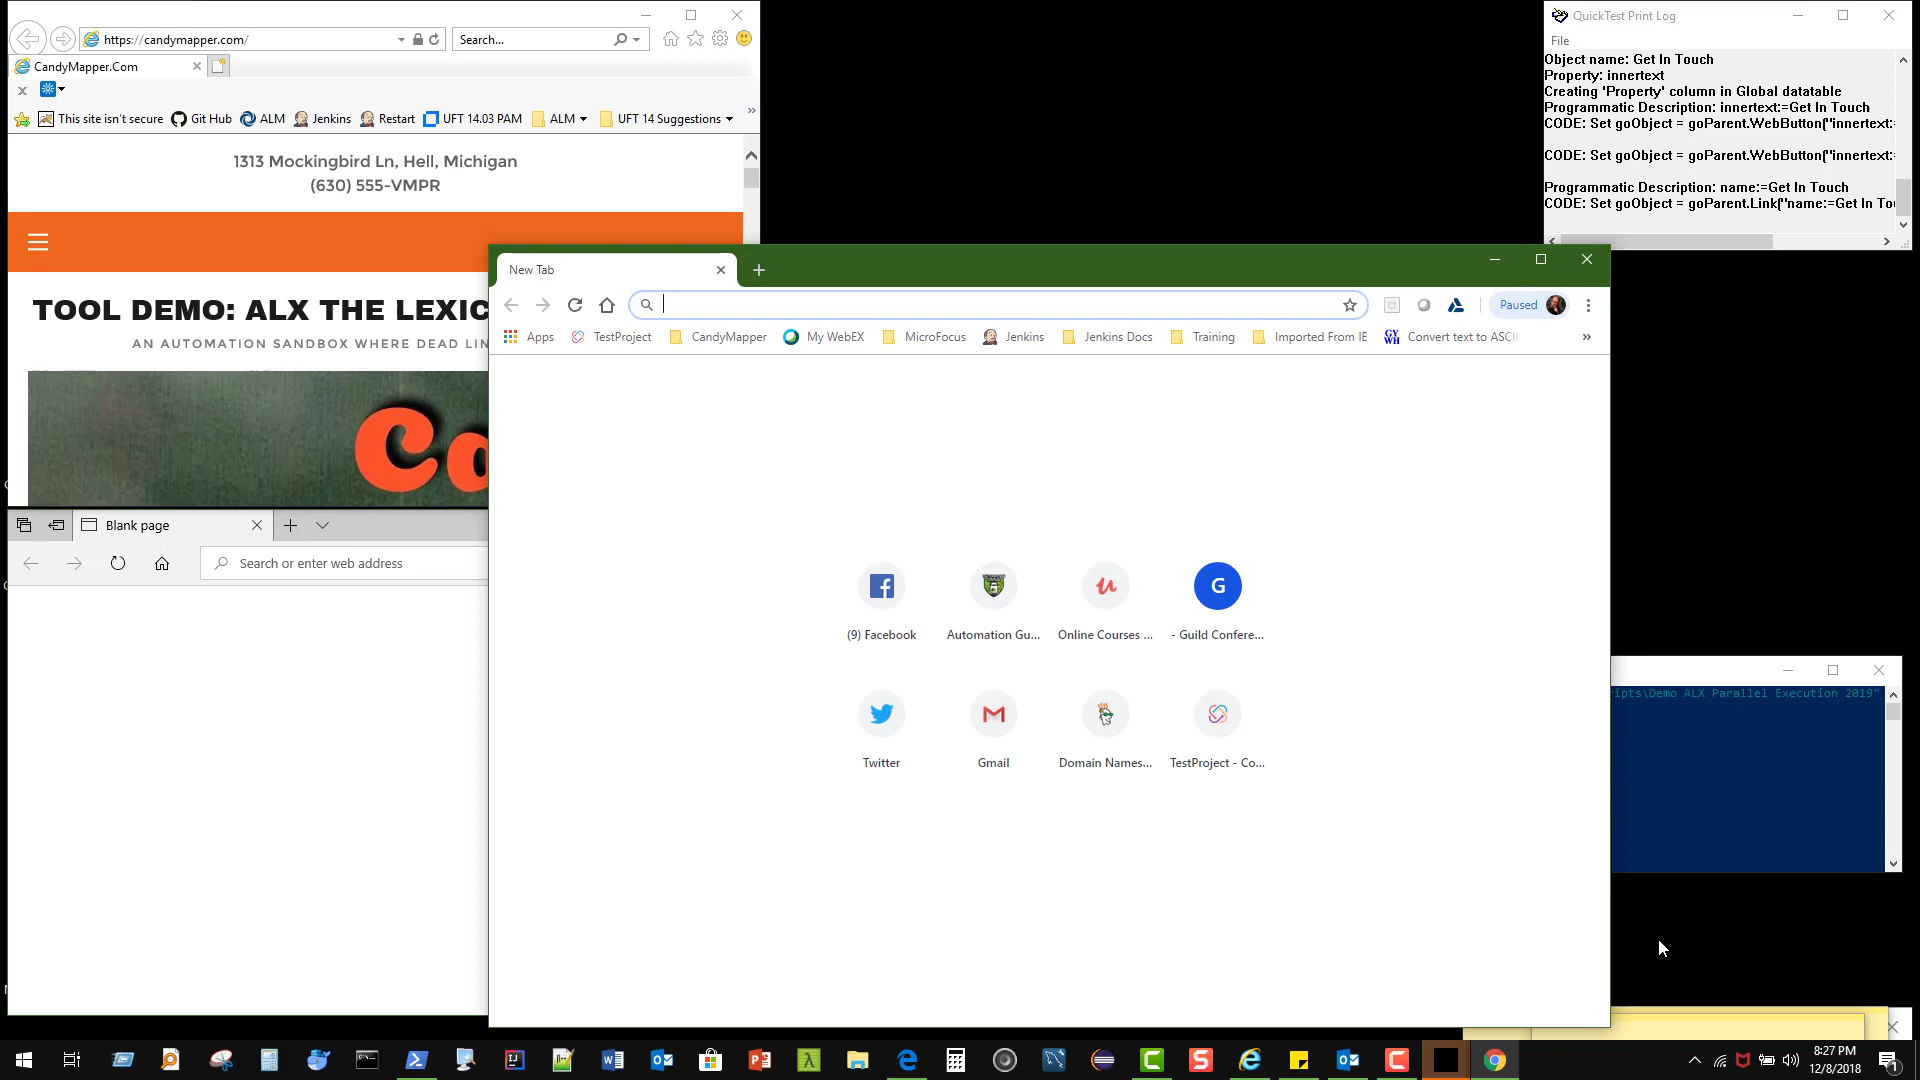 https://candymapper.com/
Search...
CandyMapper.Com
This site isn't secure
Git Hub
ALM
Jenkins
Restart
UFT 14.03 PAM
ALM
UFT 14 Suggestions
1313 Mockingbird Ln, Hell, Michigan
(630) 555-VMPR
TOOL DEMO: ALX THE LEXIC
AN AUTOMATION SANDBOX WHERE DEAD LIN
Ca
Blank page
Search or enter web address
QuickTest Print Log
File
Object name: Get In Touch
Property: innertext
Creating 'Property' column in Global datatable
Programmatic Description: innertext:=Get In Touch
CODE: Set goObject = goParent.WebButton("innertext:
CODE: Set goObject = goParent.WebButton("innertext:
Programmatic Description: name:=Get In Touch
CODE: Set goObject = goParent.Link("name:=Get In To
New Tab
Paused
Apps
TestProject
CandyMapper
My WebEX
MicroFocus
Jenkins
Jenkins Docs
Training
Imported From IE
GY
WH
Convert text to ASCI
G
(9) Facebook
Automation Gu...
Online Courses ...
- Guild Confere...
Twitter
Gmail
Domain Names...
TestProject - Co...
ipts\Demo ALX Parallel Execution 2019"
8:27 PM
12/8/2018
1